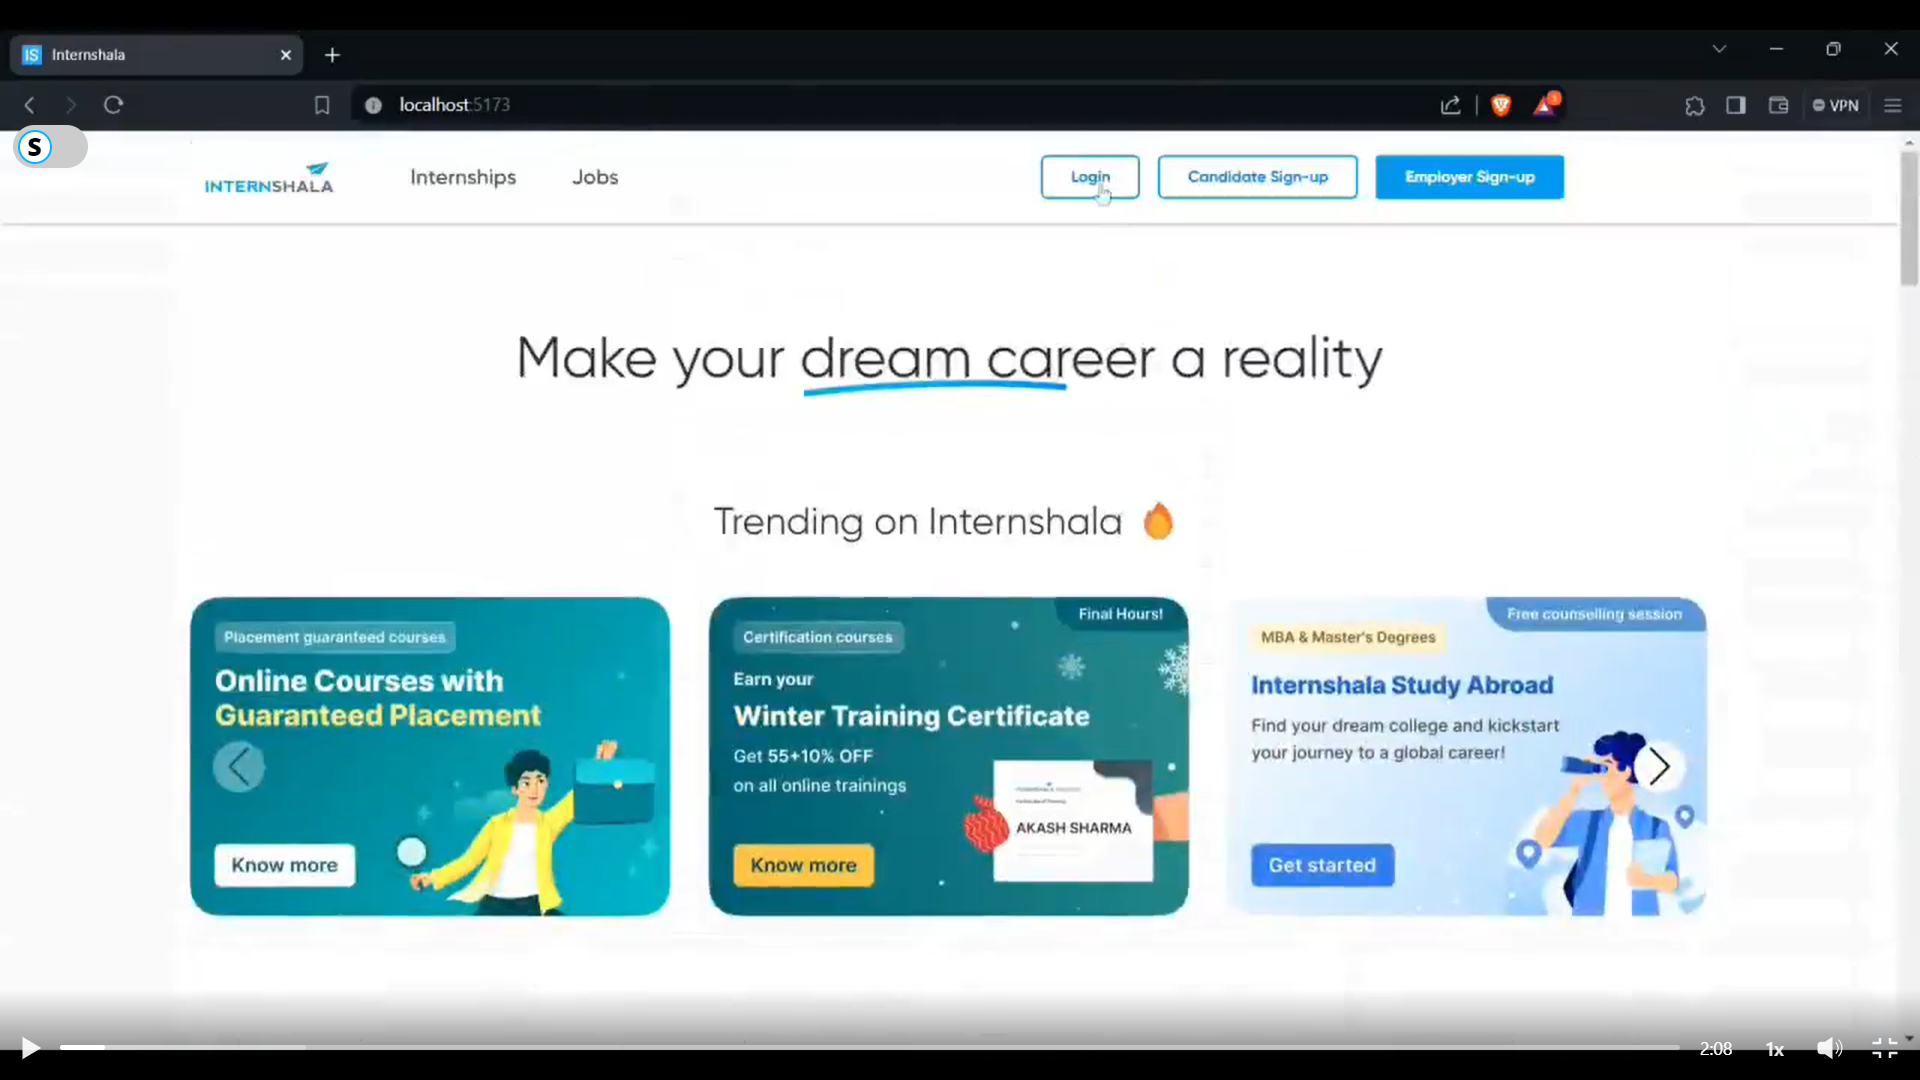 IS Internshala
localhost:5173
VPN
S
INTERNSHALA
Internships
Jobs
Login
Candidate Sign-up
Employer Sign-up
Make your dream career a reality
Trending on Internshala 🔥
Placement guaranteed courses
Online Courses with
Guaranteed Placement
Know more
Final Hours!
Certification courses
Earn your
Winter Training Certificate
Get 55+10% OFF
on all online trainings
AKASH SHARMA
Know more
Free counselling session
MBA & Master's Degrees
Internshala Study Abroad
Find your dream college and kickstart
your journey to a global career!
Get started
2:08
1x